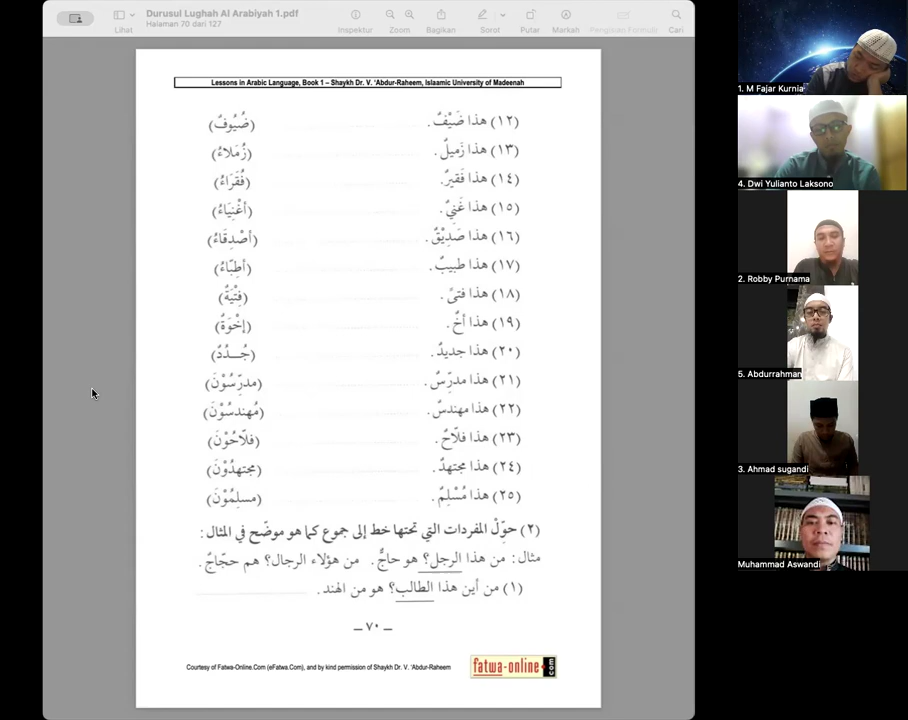 Durusul Lughah Al Arabiyah 1.pdf
Halaman 70 dari 127
Lihat
Inspektur
Zoom
Bagikan
Sorot
Putar
Markah
Pengisian Formulir
Cari
Lessons in Arabic Language, Book 1 – Shaykh Dr. V. ‘Abdur-Raheem, Islaamic University of Madeenah
(١٢) هذا ضَيْفٌ . (ضُيُوفٌ)
(١٣) هذا زَميلٌ . (زُمَلاءُ)
(١٤) هذا فَقيرٌ. (فُقَرَاءُ)
(١٥) هذا غَنِيٌّ. (أغْنِيَاءُ)
(١٦) هذا صَدِيْقٌ . (أصْدِقَاءُ)
(١٧) هذا طبيبٌ . (أطِبّاءُ)
(١٨) هذا فتىً . (فِتْيَةٌ)
(١٩) هذا أخٌ . (إخْوَةٌ)
(٢٠) هذا جديدٌ . (جُــدُدٌ)
(٢١) هذا مدرّسٌ . (مدرّسُوْنَ)
(٢٢) هذا مهندسٌ . (مُهندسُوْنَ)
(٢٣) هذا فلاّحٌ . (فلاّحُوْنَ)
(٢٤) هذا مجتهدٌ . (مجتهدُوْنَ)
(٢٥) هذا مُسْلِمٌ . (مسلِمُوْنَ)
(٢) حوِّلْ المفردات التي تحتها خط إلى جموع كما هو موضّح في المثال :
مثال : من هذا الرجل؟ هو حاجٌّ . من هؤلاء الرجال؟ هم حجّاجٌ .
(١) من أين هذا الطالب؟ هو من الهند .
– ٧٠ –
Courtesy of Fatwa-Online.Com (eFatwa.Com), and by kind permission of Shaykh Dr. V. ‘Abdur-Raheem
fatwa-online.com
1. M Fajar Kurnia
4. Dwi Yulianto Laksono
2. Robby Purnama
5. Abdurrahman
3. Ahmad sugandi
Muhammad Aswandi